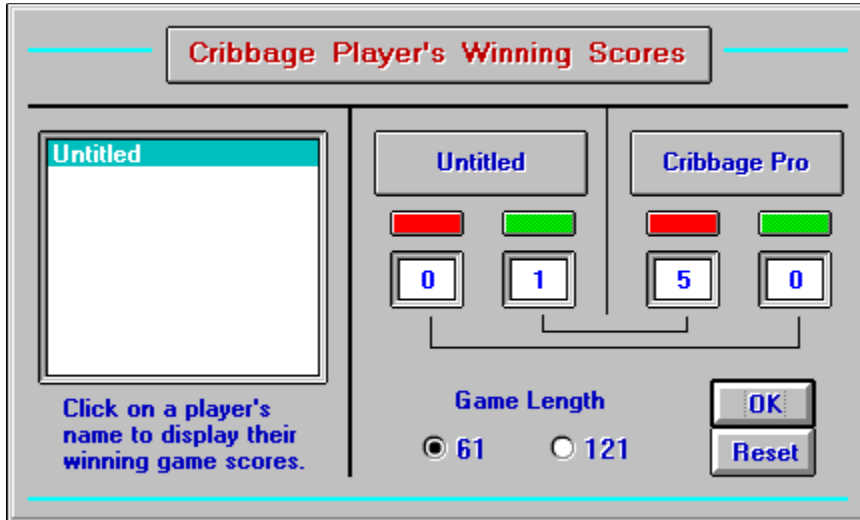 Cribbage Player's Winning Scores
Untitled
Click on a player's
name to display their
winning game scores.
Untitled
Cribbage Pro
0 1 5 0
Game Length
61 121
OK
Reset